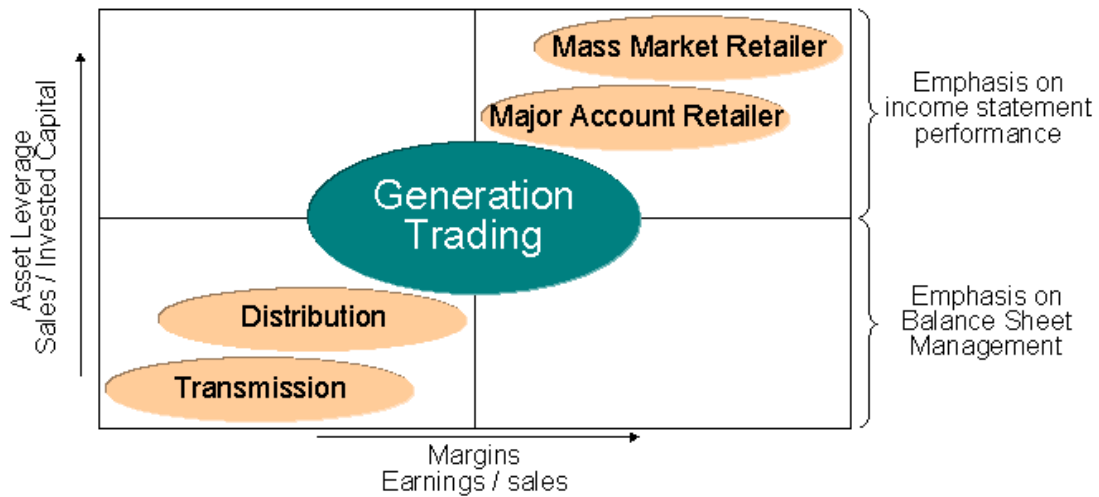 Mass Market Retailer
Major Account Retailer
Generation
Trading
Distribution
Transmission
Asset Leverage
Sales / Invested Capital
Margins
Earnings / sales
Emphasis on
income statement
performance
Emphasis on
Balance Sheet
Management